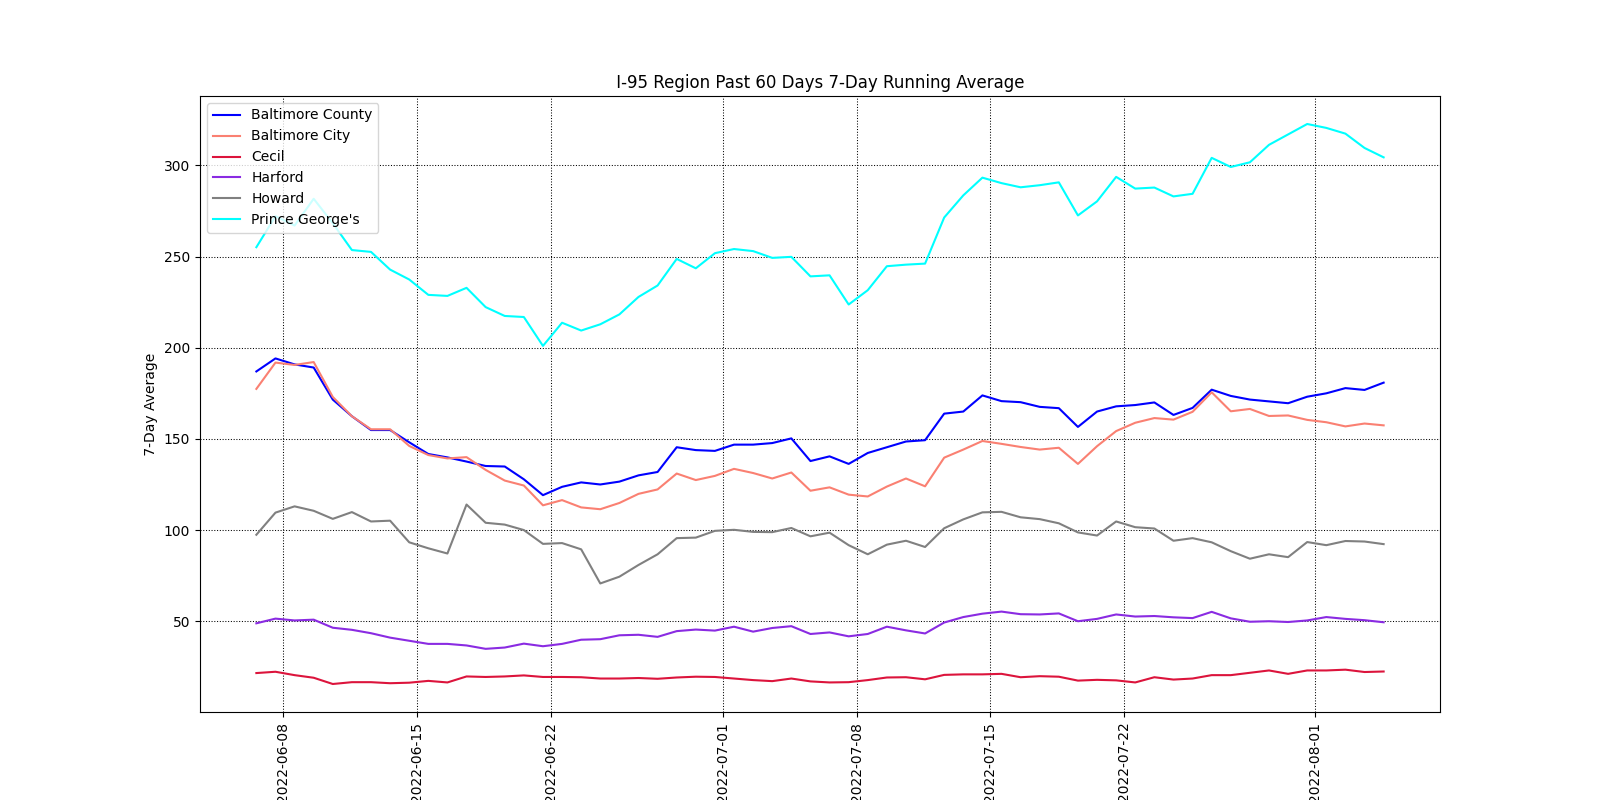 I-95 Region Past 60 Days 7-Day Running Average
Baltimore County
Baltimore City
Cecil
Harford
Howard
Prince George's
7-Day Average
300
250
200
150
100
50
2022-06-08
2022-06-15
2022-06-22
2022-07-01
2022-07-08
2022-07-15
2022-07-22
2022-08-01